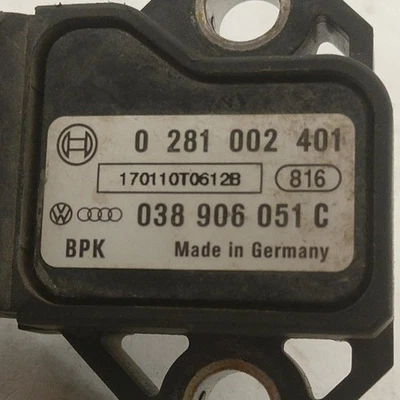 0 281 002 401
170110T0612B 816
038 906 051 C
BPK Made in Germany